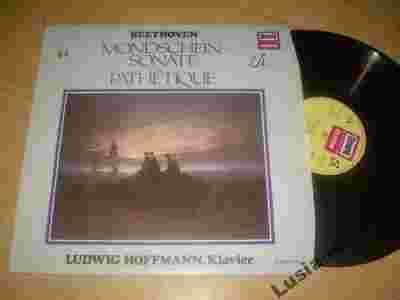 BEETHOVEN
MONDSCHEIN-
SONATE
PATHÉTIQUE
LUDWIG HOFFMANN, Klavier
Lusia